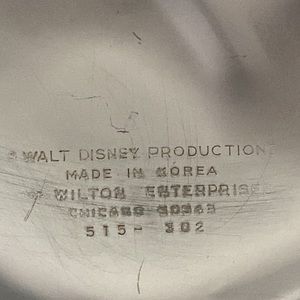 WALT DISNEY PRODUCTION
MADE IN KOREA
WILTON ENTERPRISE
CHICAGO
515-302